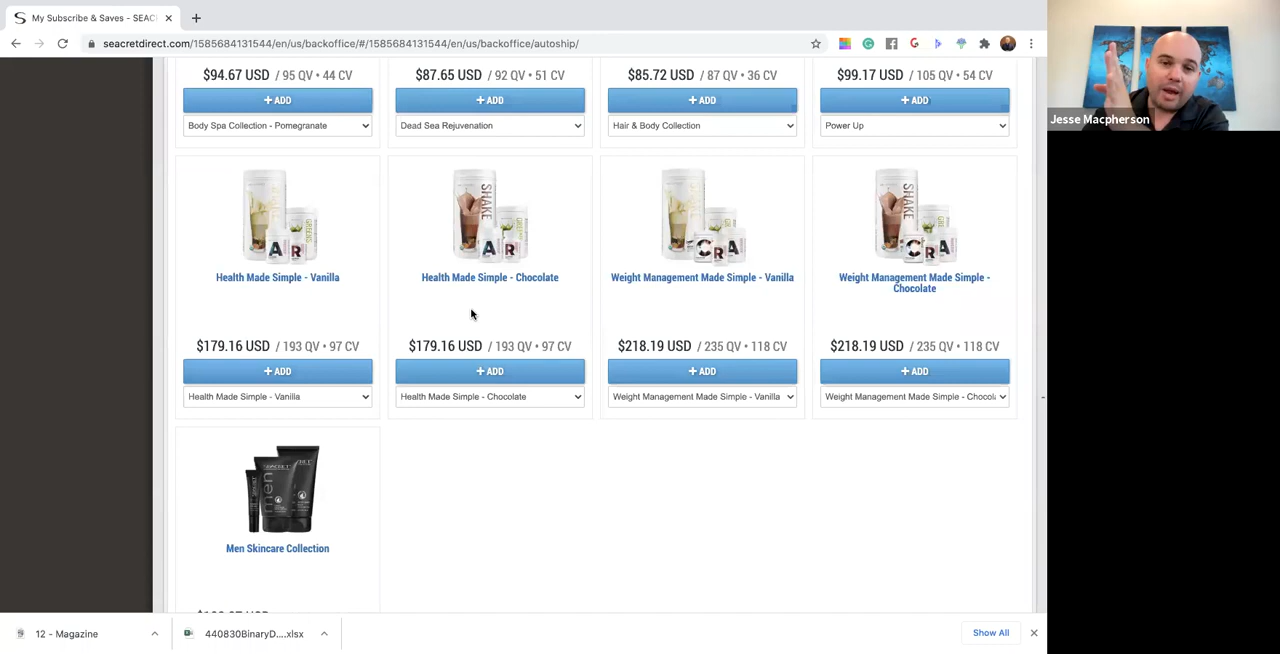 My Subscribe & Saves - SEAC
seacretdirect.com/1585684131544/en/us/backoffice/#/1585684131544/en/us/backoffice/autoship/
Jesse Macpherson
$94.67 USD / 95 QV • 44 CV
$87.65 USD / 92 QV • 51 CV
$85.72 USD / 87 QV • 36 CV
$99.17 USD / 105 QV • 54 CV
+ ADD
+ ADD
+ ADD
+ ADD
Body Spa Collection - Pomegranate
Dead Sea Rejuvenation
Hair & Body Collection
Power Up
SHAKE
A R
A R
C R A
C R A
Health Made Simple - Vanilla
Health Made Simple - Chocolate
Weight Management Made Simple - Vanilla
Weight Management Made Simple -
Chocolate
$179.16 USD / 193 QV • 97 CV
$179.16 USD / 193 QV • 97 CV
$218.19 USD / 235 QV • 118 CV
$218.19 USD / 235 QV • 118 CV
+ ADD
+ ADD
+ ADD
+ ADD
Health Made Simple - Vanilla
Health Made Simple - Chocolate
Weight Management Made Simple - Vanilla
Weight Management Made Simple - Chocol
men
Men Skincare Collection
12 - Magazine
440830BinaryD....xlsx
Show All